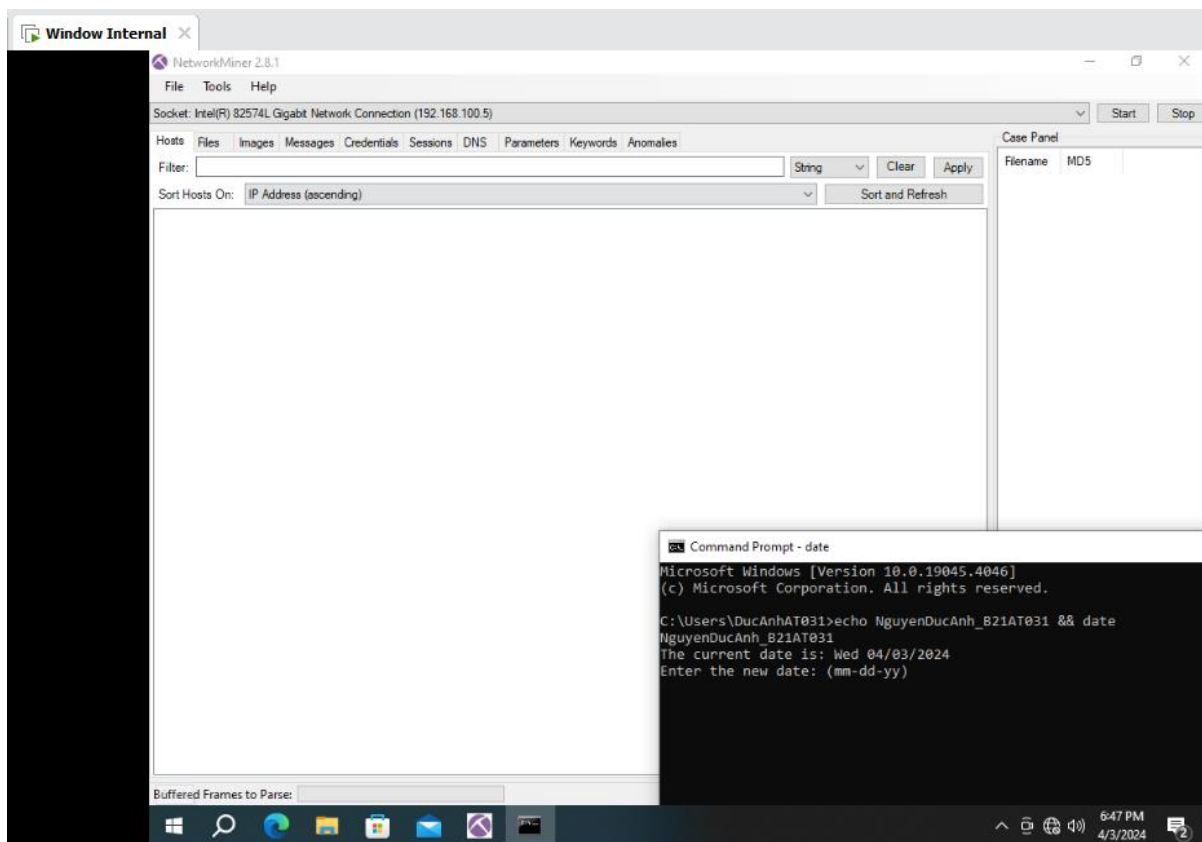 Window Internal
NetworkMiner 2.8.1
File Tools Help
Socket: Intel(R) 82574L Gigabit Network Connection (192.168.100.5) Start Stop
Hosts Files Images Messages Credentials Sessions DNS Parameters Keywords Anomalies
Case Panel
Filter: String Clear Apply
Filename MD5
Sort Hosts On: IP Address (ascending) Sort and Refresh
Command Prompt - date
Microsoft Windows [Version 10.0.19045.4046]
(c) Microsoft Corporation. All rights reserved.
C:\Users\DucAnhAT031>echo NguyenDucAnh_B21AT031 && date
NguyenDucAnh_B21AT031
The current date is: Wed 04/03/2024
Enter the new date: (mm-dd-yy)
Buffered Frames to Parse:
6:47 PM
4/3/2024
2